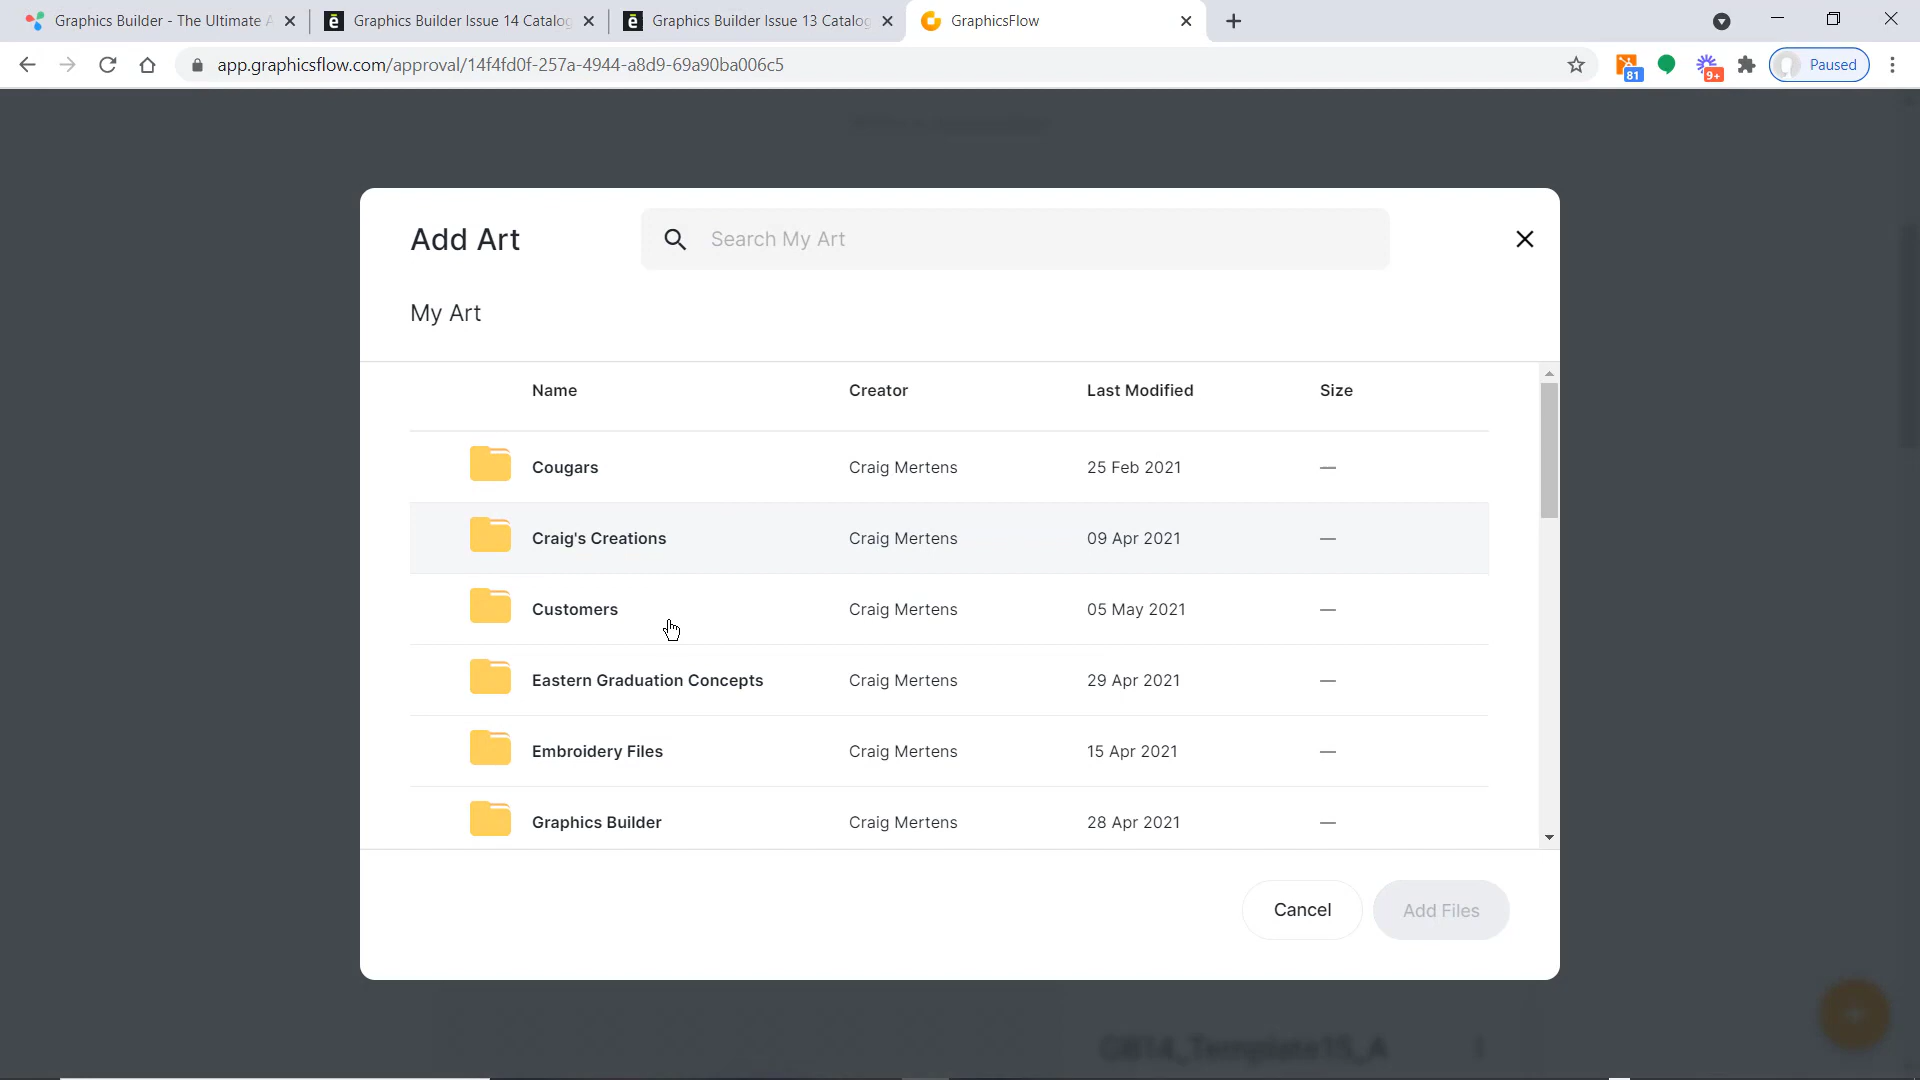 Graphics Builder - The Ultimate A
Graphics Builder Issue 14 Catalog
Graphics Builder Issue 13 Catalog
GraphicsFlow
app.graphicsflow.com/approval/14f4fd0f-257a-4944-a8d9-69a90ba006c5
81
9+
Paused
Add Art
Search My Art
My Art
Name Creator Last Modified Size
Cougars Craig Mertens 25 Feb 2021 —
Craig's Creations Craig Mertens 09 Apr 2021 —
Customers Craig Mertens 05 May 2021 —
Eastern Graduation Concepts Craig Mertens 29 Apr 2021 —
Embroidery Files Craig Mertens 15 Apr 2021 —
Graphics Builder Craig Mertens 28 Apr 2021 —
Cancel Add Files
GB14_Template15_A